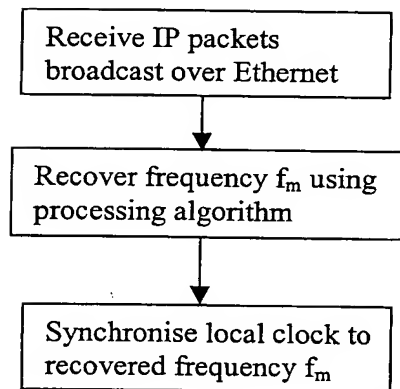 Receive IP packets
broadcast over Ethernet
Recover frequency fm using
processing algorithm
Synchronise local clock to
recovered frequency fm